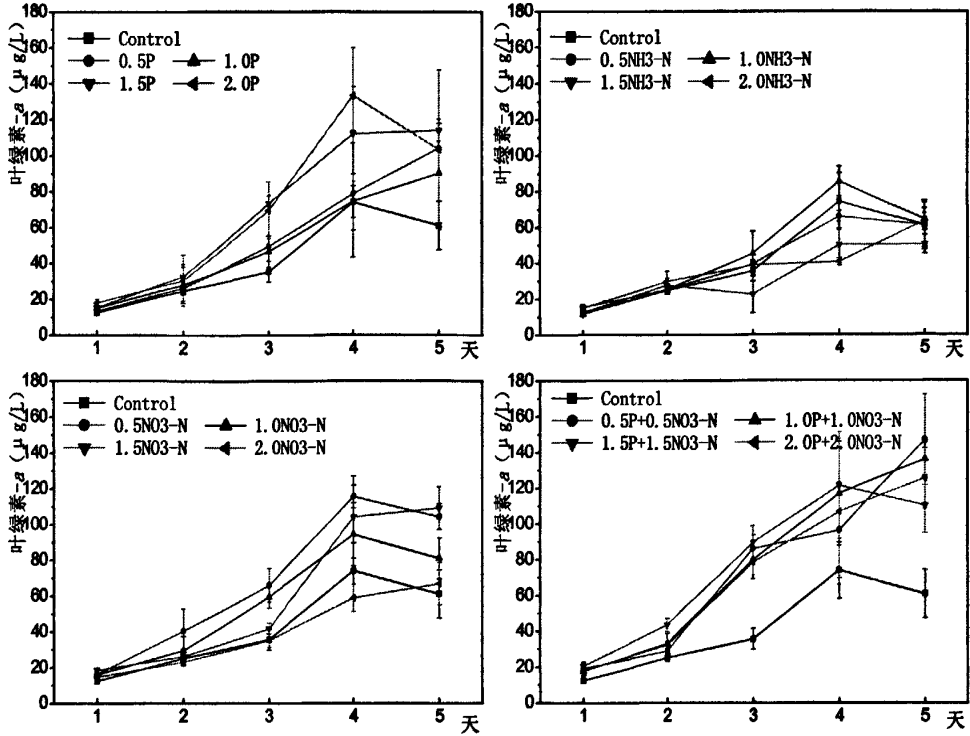 180
160
140
120
100
80
60
40
20
0
叶绿素-a (μg/L)
Control
0.5P 1.0P
1.5P 2.0P
1 2 3 4 5 天
180
160
140
120
100
80
60
40
20
0
叶绿素-a (μg/L)
Control
0.5NH3-N 1.0NH3-N
1.5NH3-N 2.0NH3-N
1 2 3 4 5 天
180
160
140
120
100
80
60
40
20
0
叶绿素-a (μg/L)
Control
0.5NO3-N 1.0NO3-N
1.5NO3-N 2.0NO3-N
1 2 3 4 5 天
180
160
140
120
100
80
60
40
20
0
叶绿素-a (μg/L)
Control
0.5P+0.5NO3-N 1.0P+1.0NO3-N
1.5P+1.5NO3-N 2.0P+2.0NO3-N
1 2 3 4 5 天